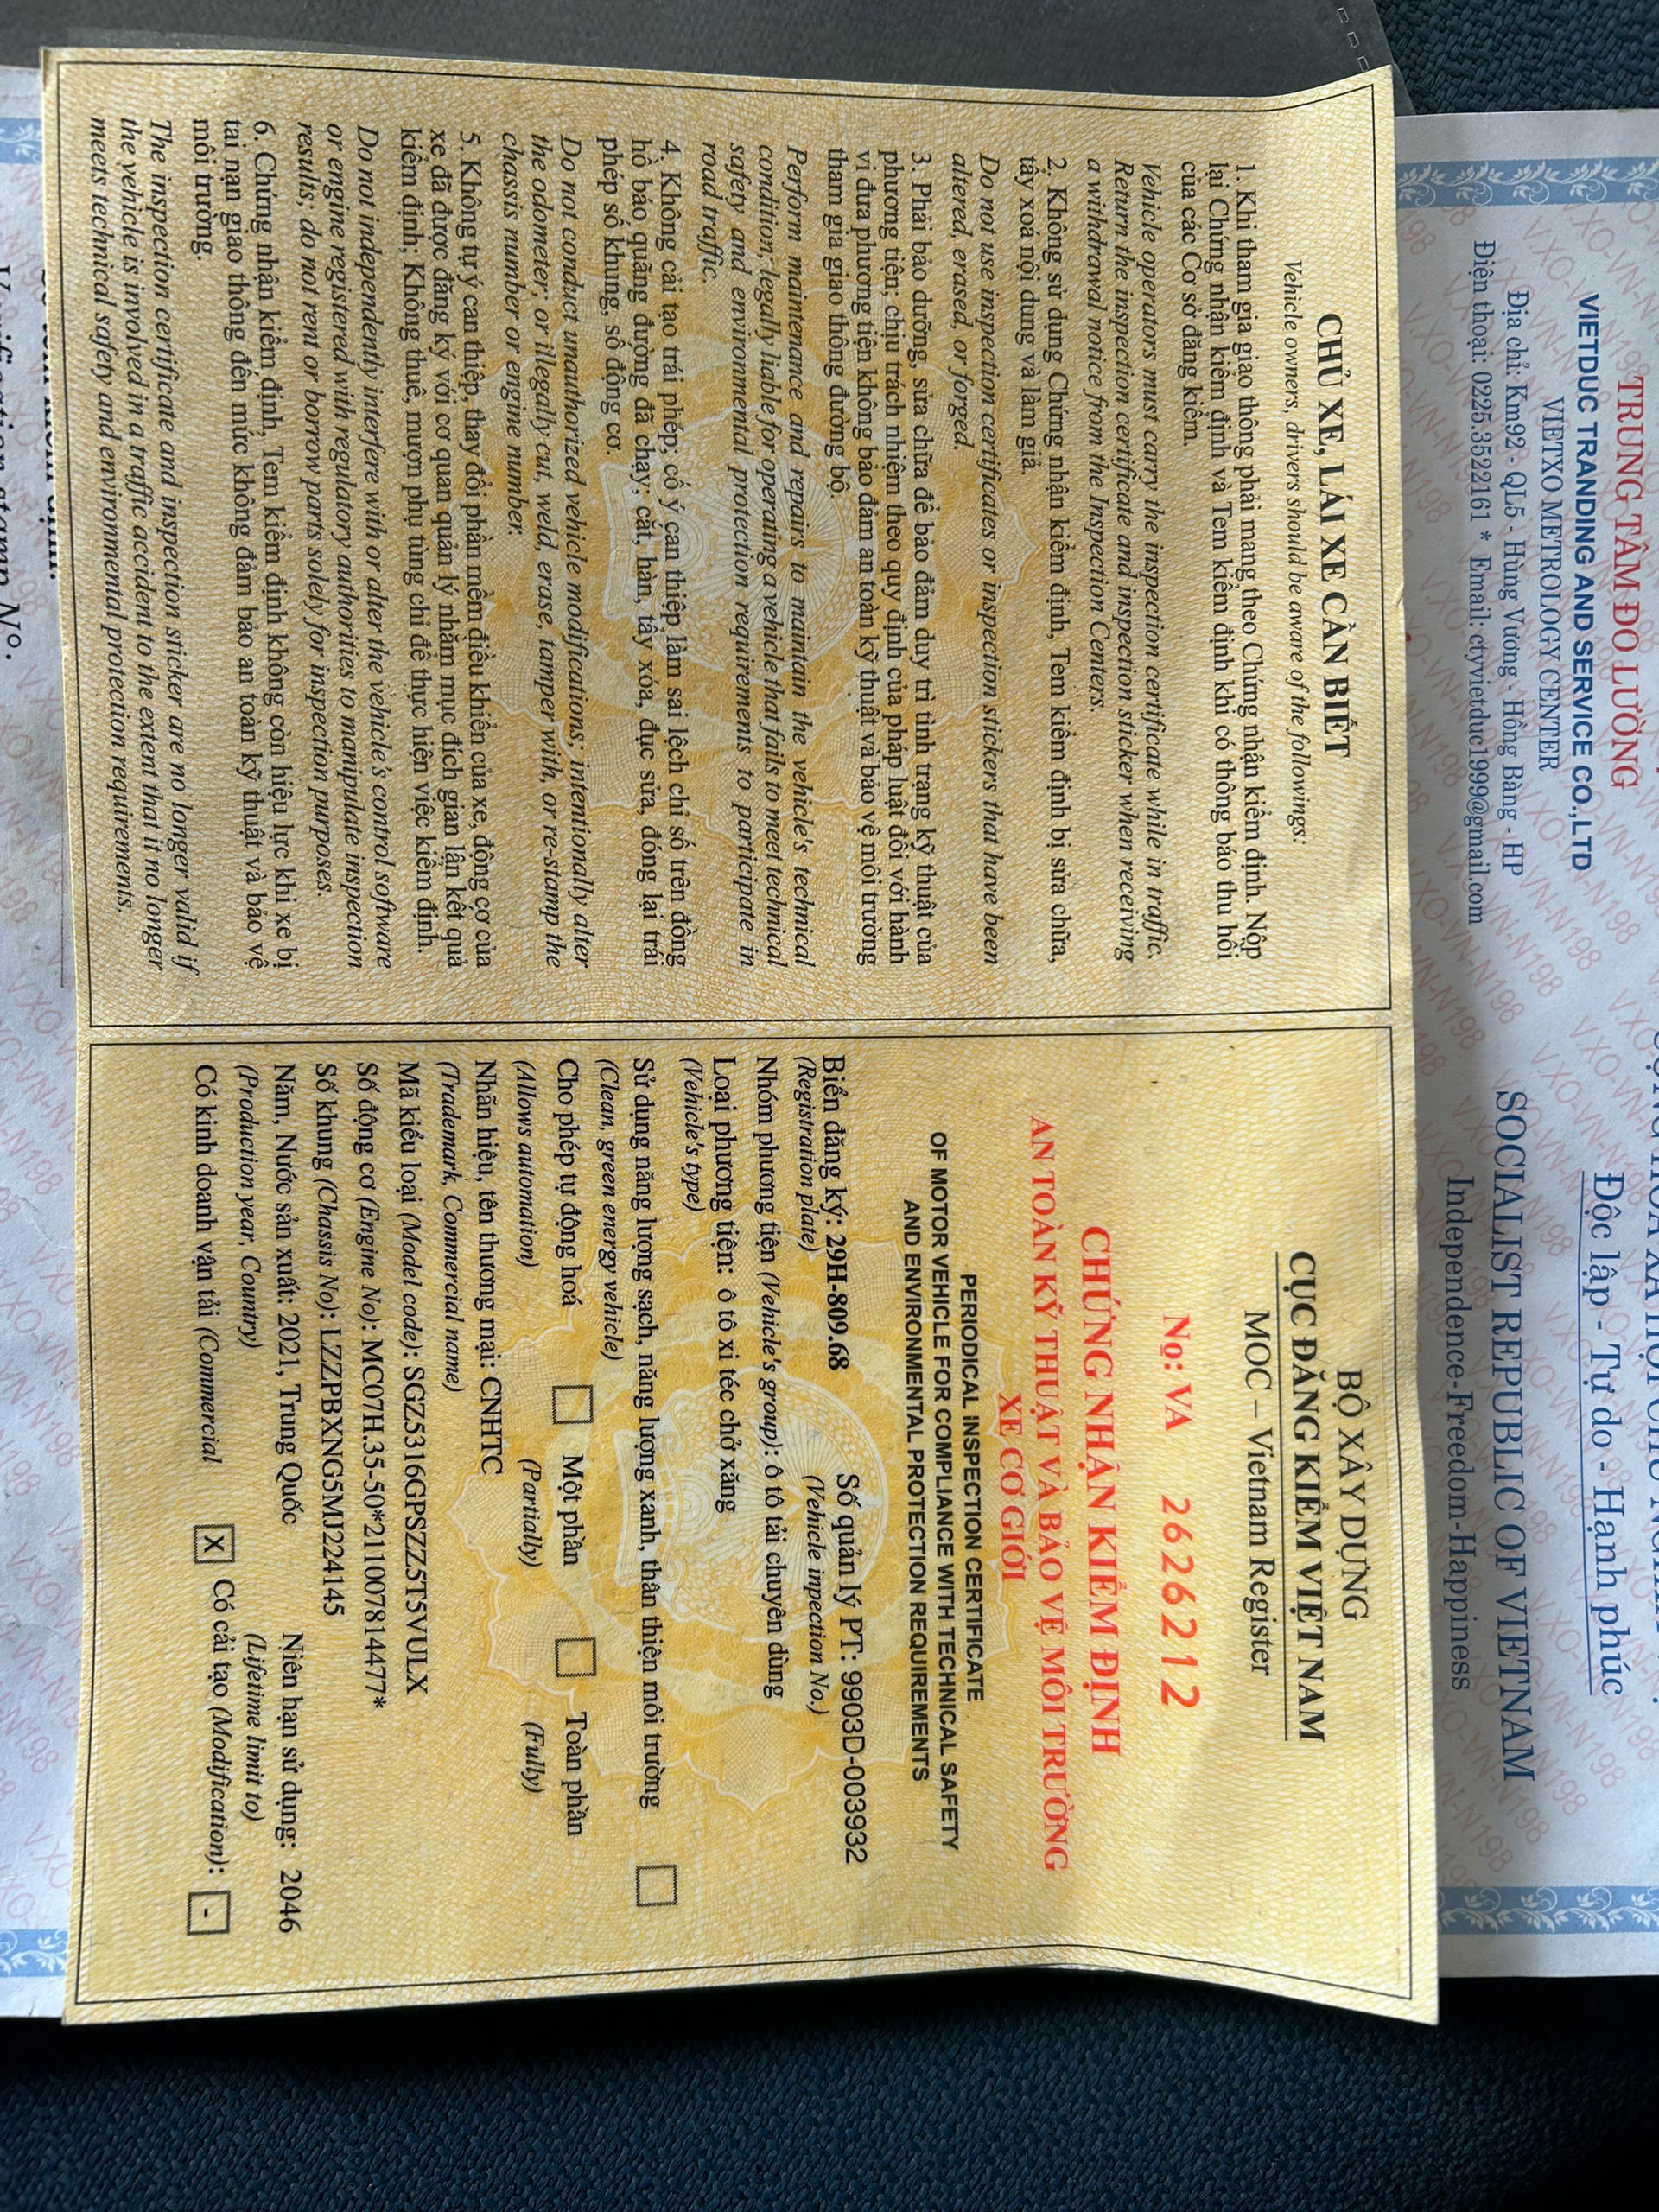 TRUNG TÂM ĐO LƯỜNG
VIETDUC TRANDING AND SERVICE CO.,LTD
VIETXO METROLOGY CENTER
Địa chỉ: Km92 - QL5 - Hùng Vương - Hồng Bàng - HP
Điện thoại: 0225.3522161 * Email: ctyvietduc1999@gmail.com
Độc lập - Tự do - Hạnh phúc
SOCIALIST REPUBLIC OF VIETNAM
Independence-Freedom-Happiness
CHỦ XE, LÁI XE CẦN BIẾT
Vehicle owners, drivers should be aware of the followings:
1. Khi tham gia giao thông phải mang theo Chứng nhận kiểm định. Nộp
lại Chứng nhận kiểm định và Tem kiểm định khi có thông báo thu hồi
của các Cơ sở đăng kiểm.
Vehicle operators must carry the inspection certificate while in traffic.
Return the inspection certificate and inspection sticker when receiving
a withdrawal notice from the Inspection Centers.
2. Không sử dụng Chứng nhận kiểm định, Tem kiểm định bị sửa chữa,
tẩy xoá nội dung và làm giả.
Do not use inspection certificates or inspection stickers that have been
altered, erased, or forged.
3. Phải bảo dưỡng, sửa chữa để bảo đảm duy trì tình trạng kỹ thuật của
phương tiện; chịu trách nhiệm theo quy định của pháp luật đối với hành
vi đưa phương tiện không bảo đảm an toàn kỹ thuật và bảo vệ môi trường
tham gia giao thông đường bộ.
Perform maintenance and repairs to maintain the vehicle's technical
condition; legally liable for operating a vehicle that fails to meet technical
safety and environmental protection requirements to participate in
road traffic.
4. Không cải tạo trái phép; cố ý can thiệp làm sai lệch chỉ số trên đồng
hồ báo quãng đường đã chạy; cắt, hàn, tẩy xóa, đục sửa, đóng lại trái
phép số khung, số động cơ.
Do not conduct unauthorized vehicle modifications; intentionally alter
the odometer; or illegally cut, weld, erase, tamper with, or re-stamp the
chassis number or engine number.
5. Không tự ý can thiệp, thay đổi phần mềm điều khiển của xe, động cơ của
xe đã được đăng ký với cơ quan quản lý nhằm mục đích gian lận kết quả
kiểm định; Không thuê, mượn phụ tùng chỉ để thực hiện việc kiểm định.
Do not independently interfere with or alter the vehicle's control software
or engine registered with regulatory authorities to manipulate inspection
results; do not rent or borrow parts solely for inspection purposes.
6. Chứng nhận kiểm định, Tem kiểm định không còn hiệu lực khi xe bị
tai nạn giao thông đến mức không đảm bảo an toàn kỹ thuật và bảo vệ
môi trường.
The inspection certificate and inspection sticker are no longer valid if
the vehicle is involved in a traffic accident to the extent that it no longer
meets technical safety and environmental protection requirements.
BỘ XÂY DỰNG
CỤC ĐĂNG KIỂM VIỆT NAM
MOC – Vietnam Register
Nọ: VA 2626212
CHỨNG NHẬN KIỂM ĐỊNH
AN TOÀN KỸ THUẬT VÀ BẢO VỆ MÔI TRƯỜNG
XE CƠ GIỚI
PERIODICAL INSPECTION CERTIFICATE
OF MOTOR VEHICLE FOR COMPLIANCE WITH TECHNICAL SAFETY
AND ENVIRONMENTAL PROTECTION REQUIREMENTS
Biển đăng ký: 29H-809.68 Số quản lý PT: 9903D-003932
(Registration plate) (Vehicle inpection No.)
Nhóm phương tiện (Vehicle's group): ô tô tải chuyên dùng
Loại phương tiện: ô tô xi téc chở xăng
(Vehicle's type)
Sử dụng năng lượng sạch, năng lượng xanh, thân thiện môi trường
(Clean, green energy vehicle)
Cho phép tự động hoá Một phần Toàn phần
(Allows automation) (Partially) (Fully)
Nhãn hiệu, tên thương mại: CNHTC
(Trademark, Commercial name)
Mã kiểu loại (Model code): SGZ5316GPSZZ5T5VULX
Số động cơ (Engine No): MC07H.35-50*211007814477*
Số khung (Chassis No): LZZPBXNG5MJ224145
Năm, Nước sản xuất: 2021, Trung Quốc Niên hạn sử dụng: 2046
(Production year, Country) (Lifetime limit to)
Có kinh doanh vận tải (Commercial X Có cải tạo (Modification): -